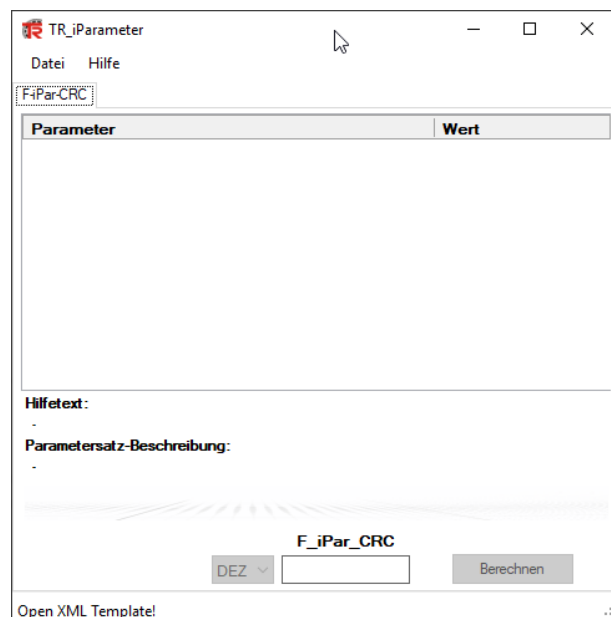 TR_iParameter
Datei Hilfe
F-iPar-CRC
Parameter Wert
Hilfetext:
-
Parametersatz-Beschreibung:
-
F_iPar_CRC
DEZ Berechnen
Open XML Template!